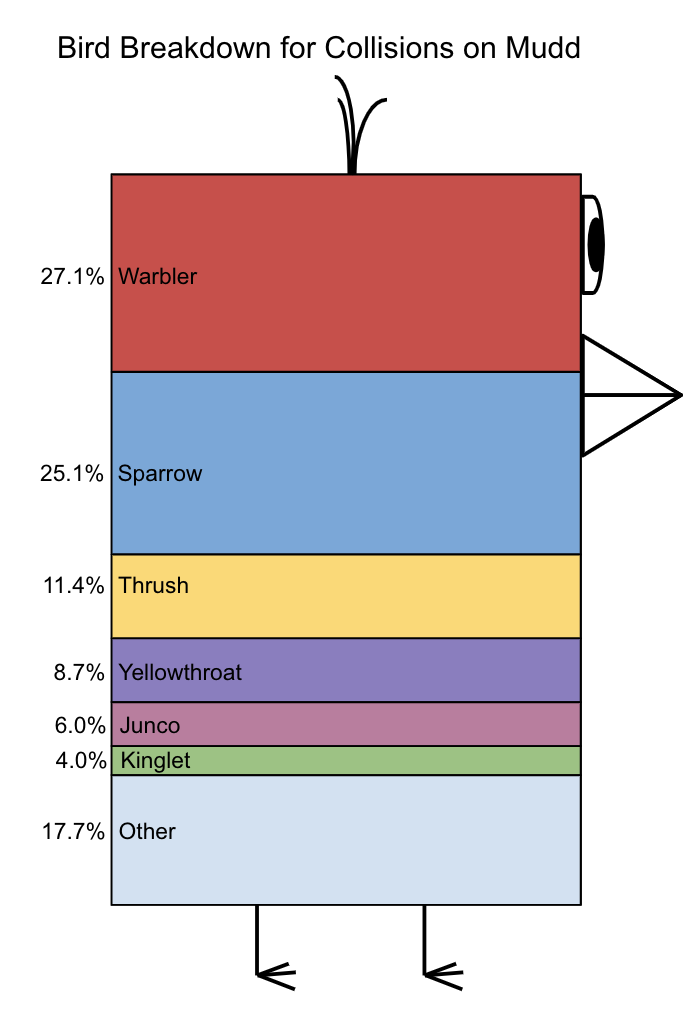 Bird Breakdown for Collisions on Mudd
27.1% Warbler
25.1% Sparrow
11.4% Thrush
8.7% Yellowthroat
6.0% Junco
4.0% Kinglet
17.7% Other